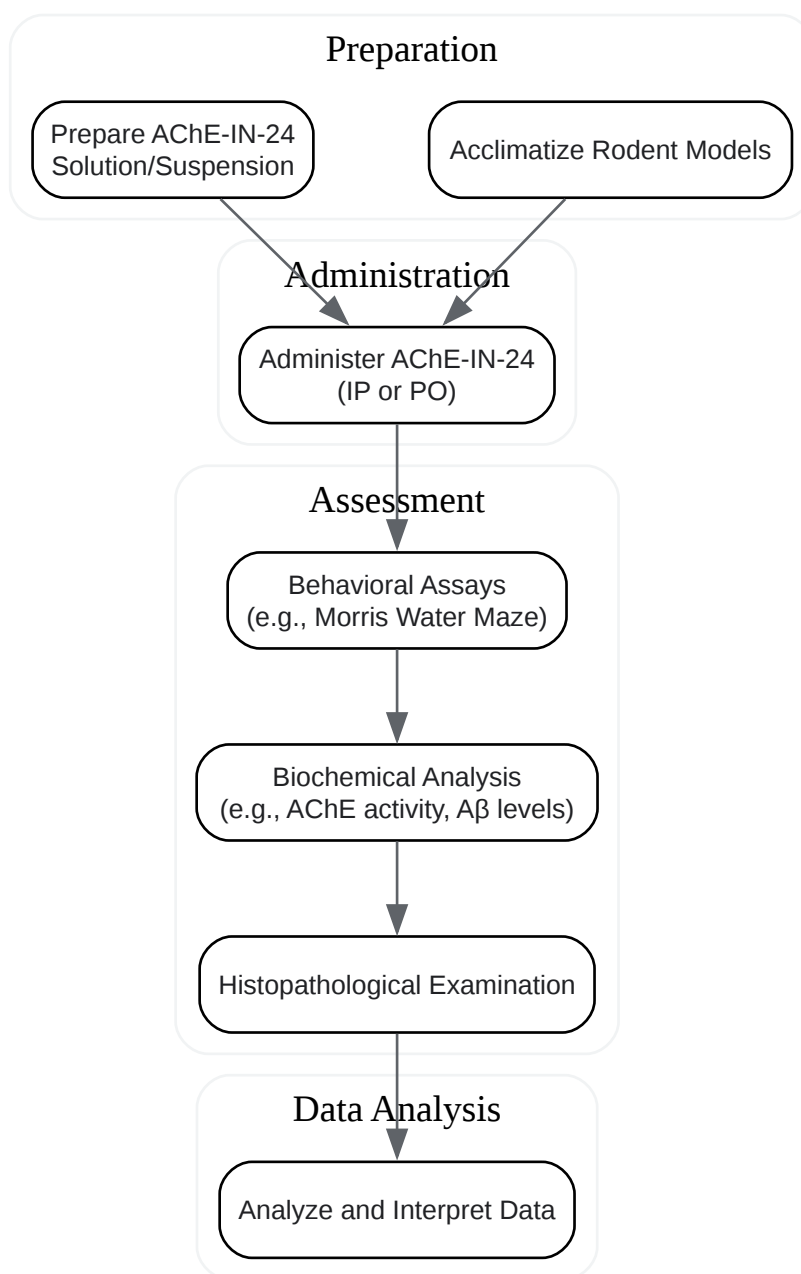 Preparation
Prepare AChE-IN-24
Solution/Suspension
Acclimatize Rodent Models
Administration
Administer AChE-IN-24
(IP or PO)
Assessment
Behavioral Assays
(e.g., Morris Water Maze)
Biochemical Analysis
(e.g., AChE activity, Aβ levels)
Histopathological Examination
Data Analysis
Analyze and Interpret Data